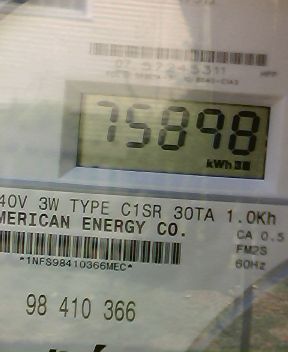 75898
kWh
40V 3W TYPE C1SR 30TA 1.0Kh
MERICAN ENERGY CO.
CA 0.5
FM2S
60Hz
*1NFS98410366MEC*
98 410 366